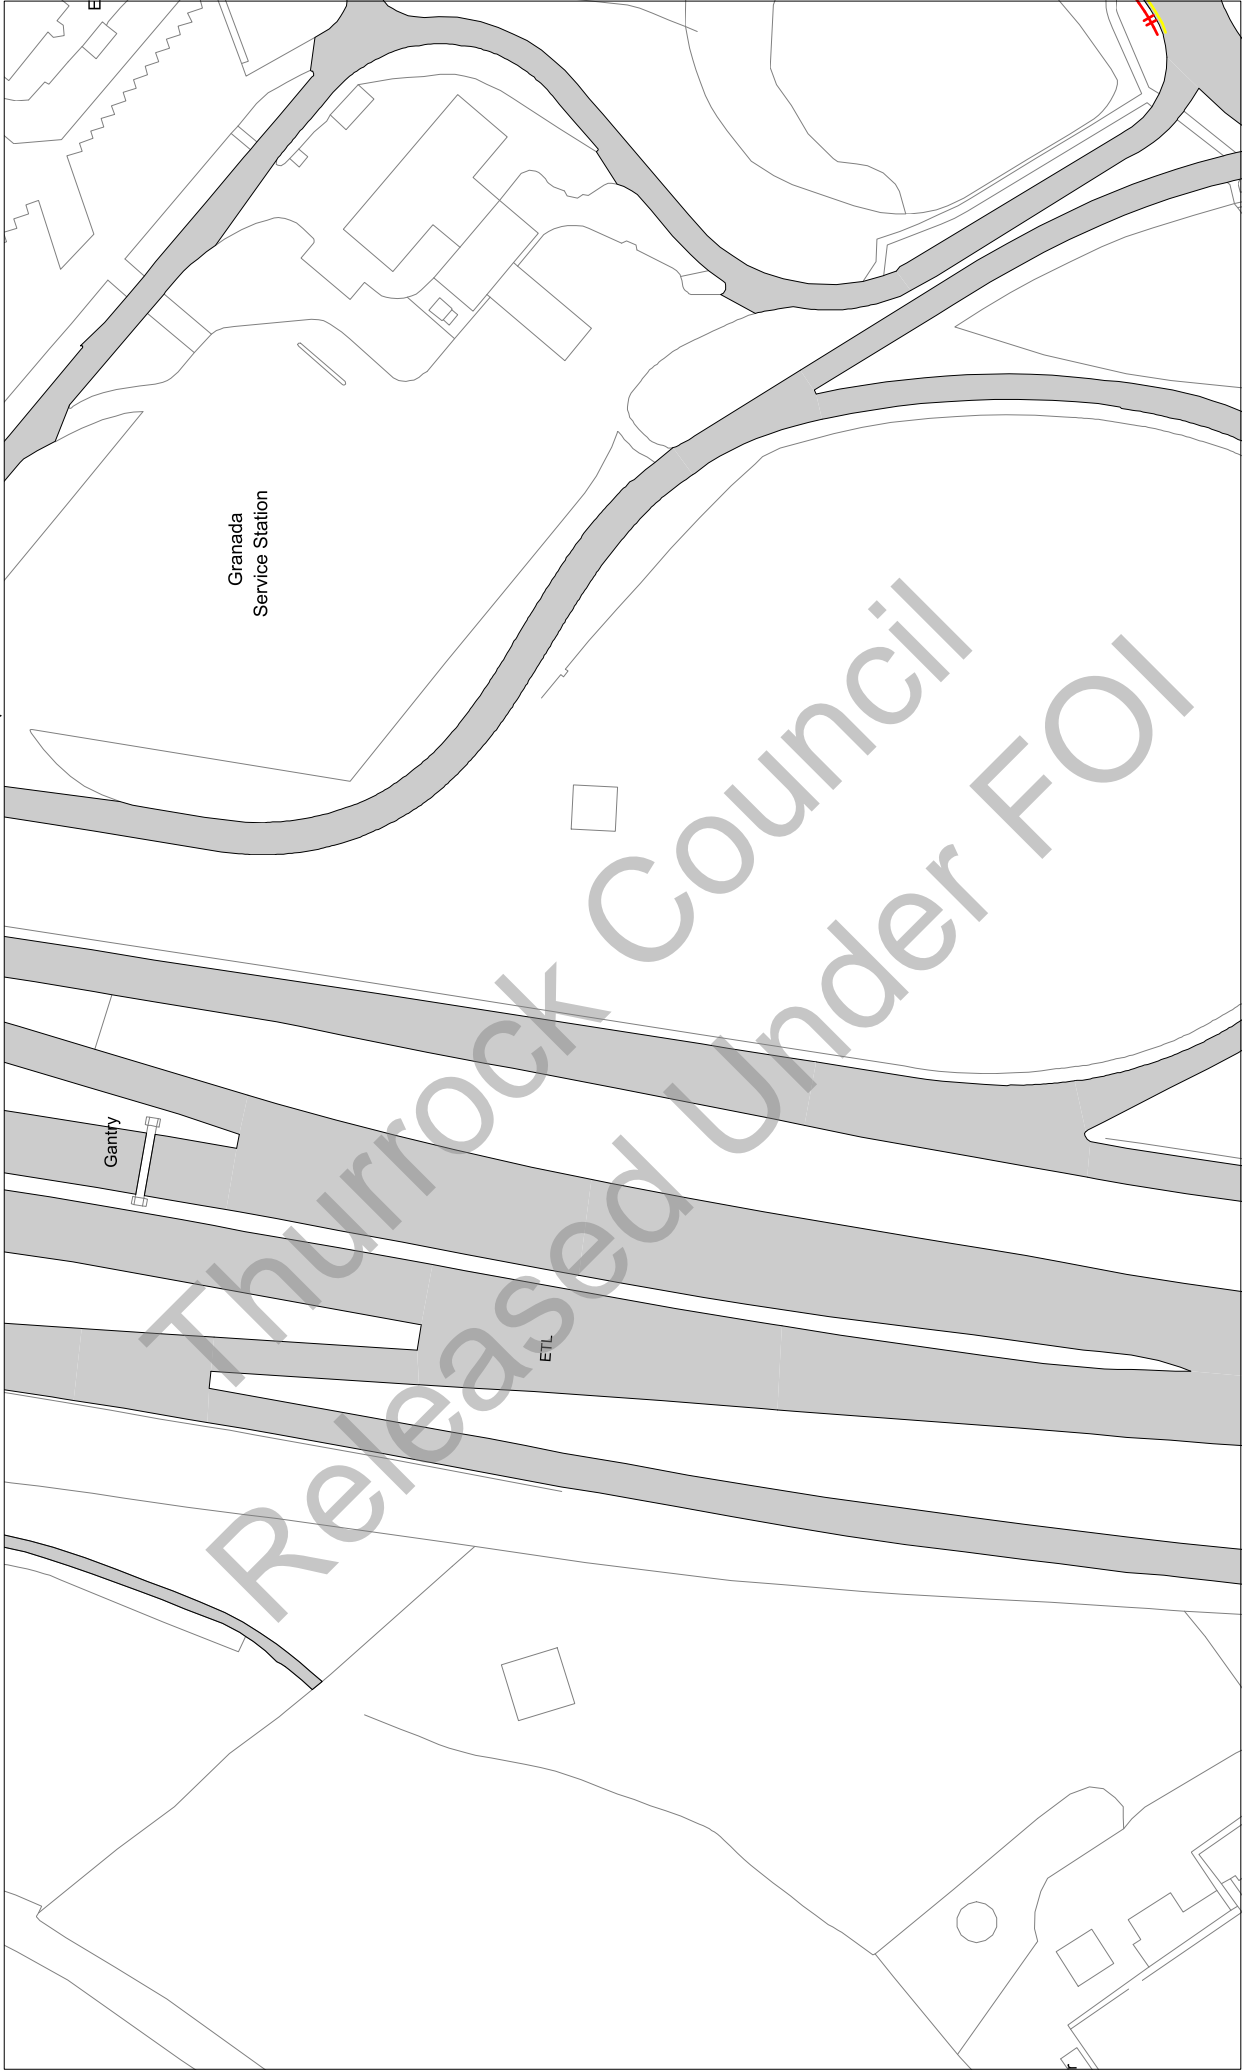 Granada
Service Station
Gantry
ETL
Thurrock Council
Released Under FOI